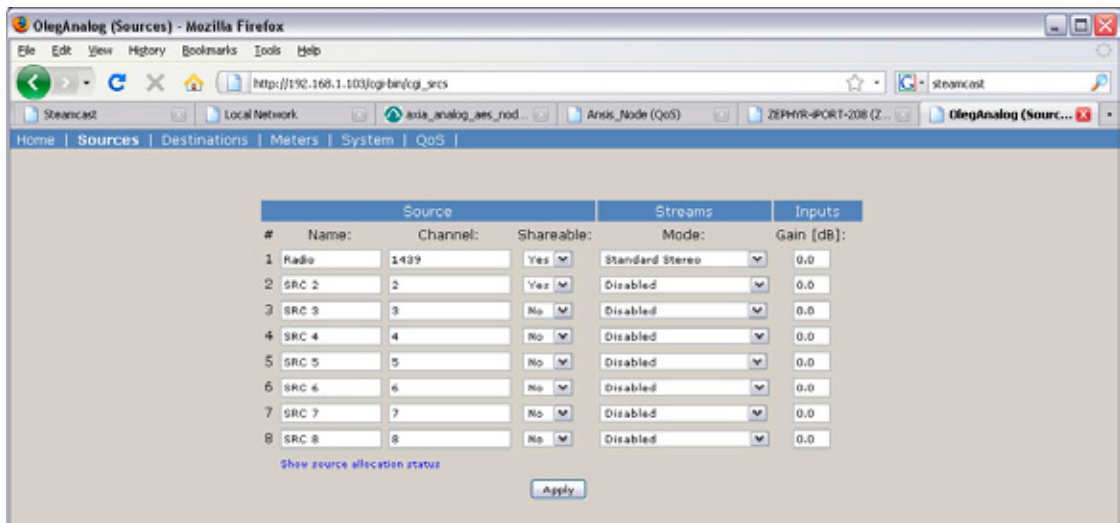 OlegAnalog (Sources) - Mozilla Firefox
File Edit View History Bookmarks Tools Help
http://192.168.1.103/cgi-bin/cgi_srcs steamcast
Steamcast Local Network axia_analog_aes_nod... Ansis_Node (QoS) ZEPHYR-IPORT-208 (Z... OlegAnalog (Sourc...
Home | Sources | Destinations | Meters | System | QoS |
Source Streams Inputs
# Name: Channel: Shareable: Mode: Gain [dB]:
1 Radio 1439 Yes Standard Stereo 0.0
2 SRC 2 2 Yes Disabled 0.0
3 SRC 3 3 No Disabled 0.0
4 SRC 4 4 No Disabled 0.0
5 SRC 5 5 No Disabled 0.0
6 SRC 6 6 No Disabled 0.0
7 SRC 7 7 No Disabled 0.0
8 SRC 8 8 No Disabled 0.0
Show source allocation status
Apply